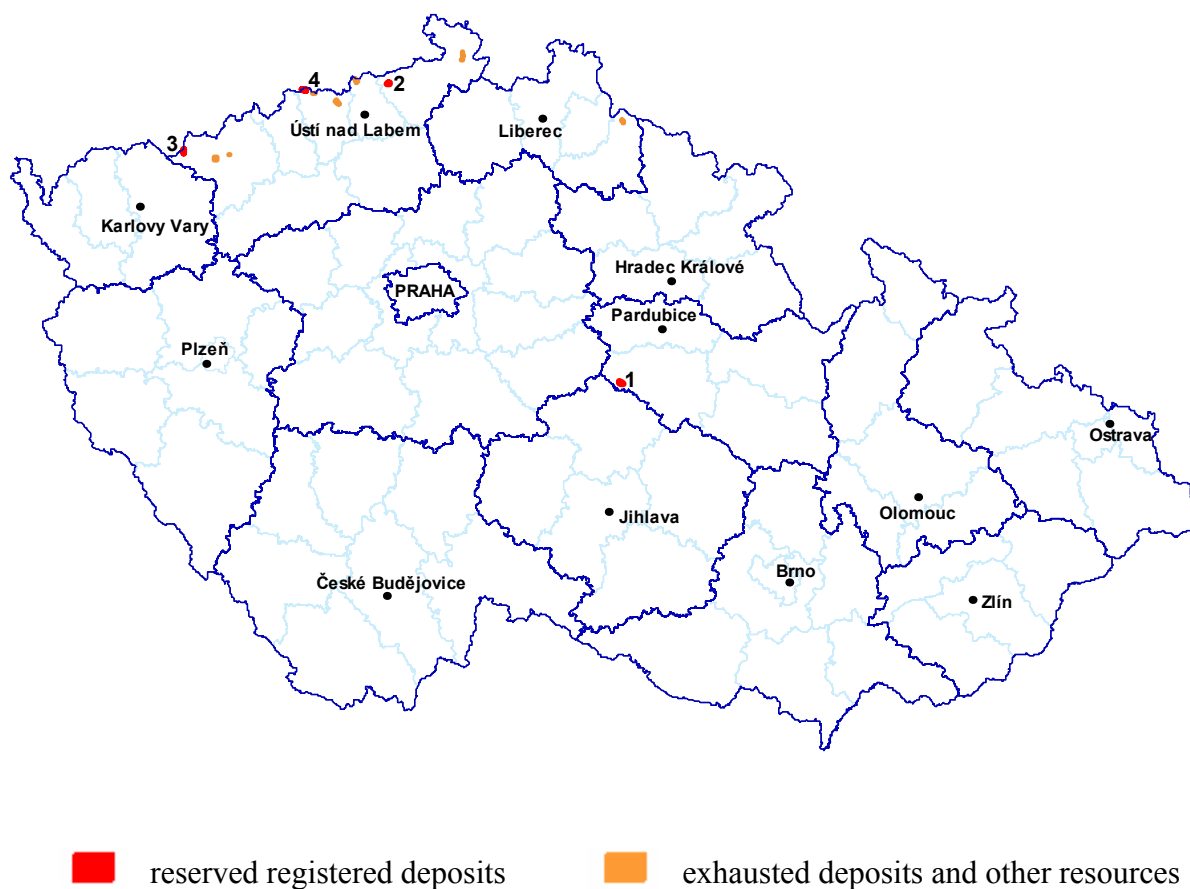 4
2
Ústí nad Labem
Liberec
3
Karlovy Vary
Hradec Králové
PRAHA
Pardubice
Plzeň
1
Ostrava
Olomouc
Jihlava
Brno
České Budějovice
Zlín
reserved registered deposits
exhausted deposits and other resources